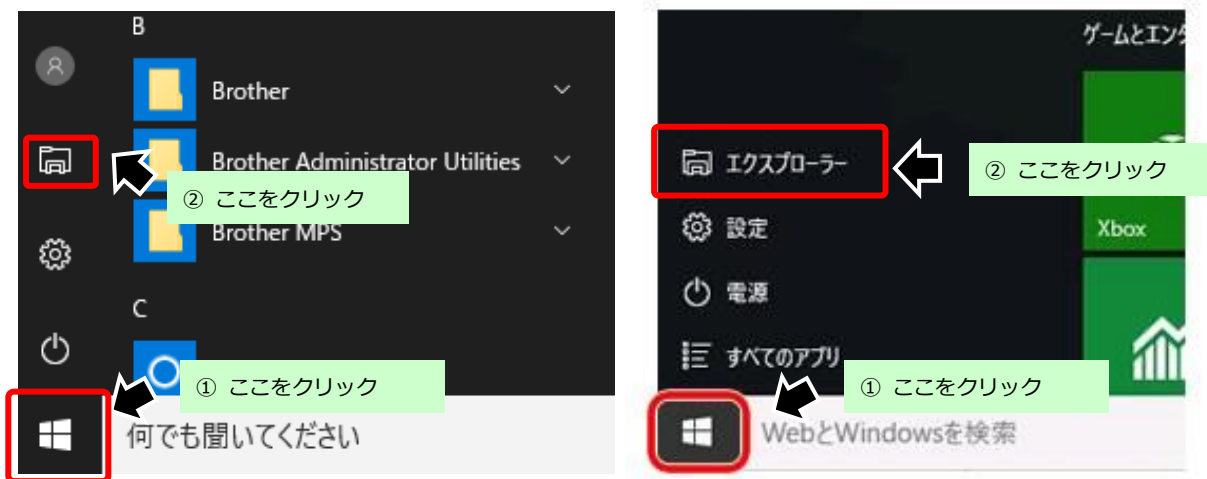 B
Brother
Brother Administrator Utilities
② ここをクリック
Brother MPS
C
① ここをクリック
何でも聞いてください
ゲームとエンタ
エクスプローラー
② ここをクリック
設定
Xbox
電源
すべてのアプリ
① ここをクリック
WebとWindowsを検索